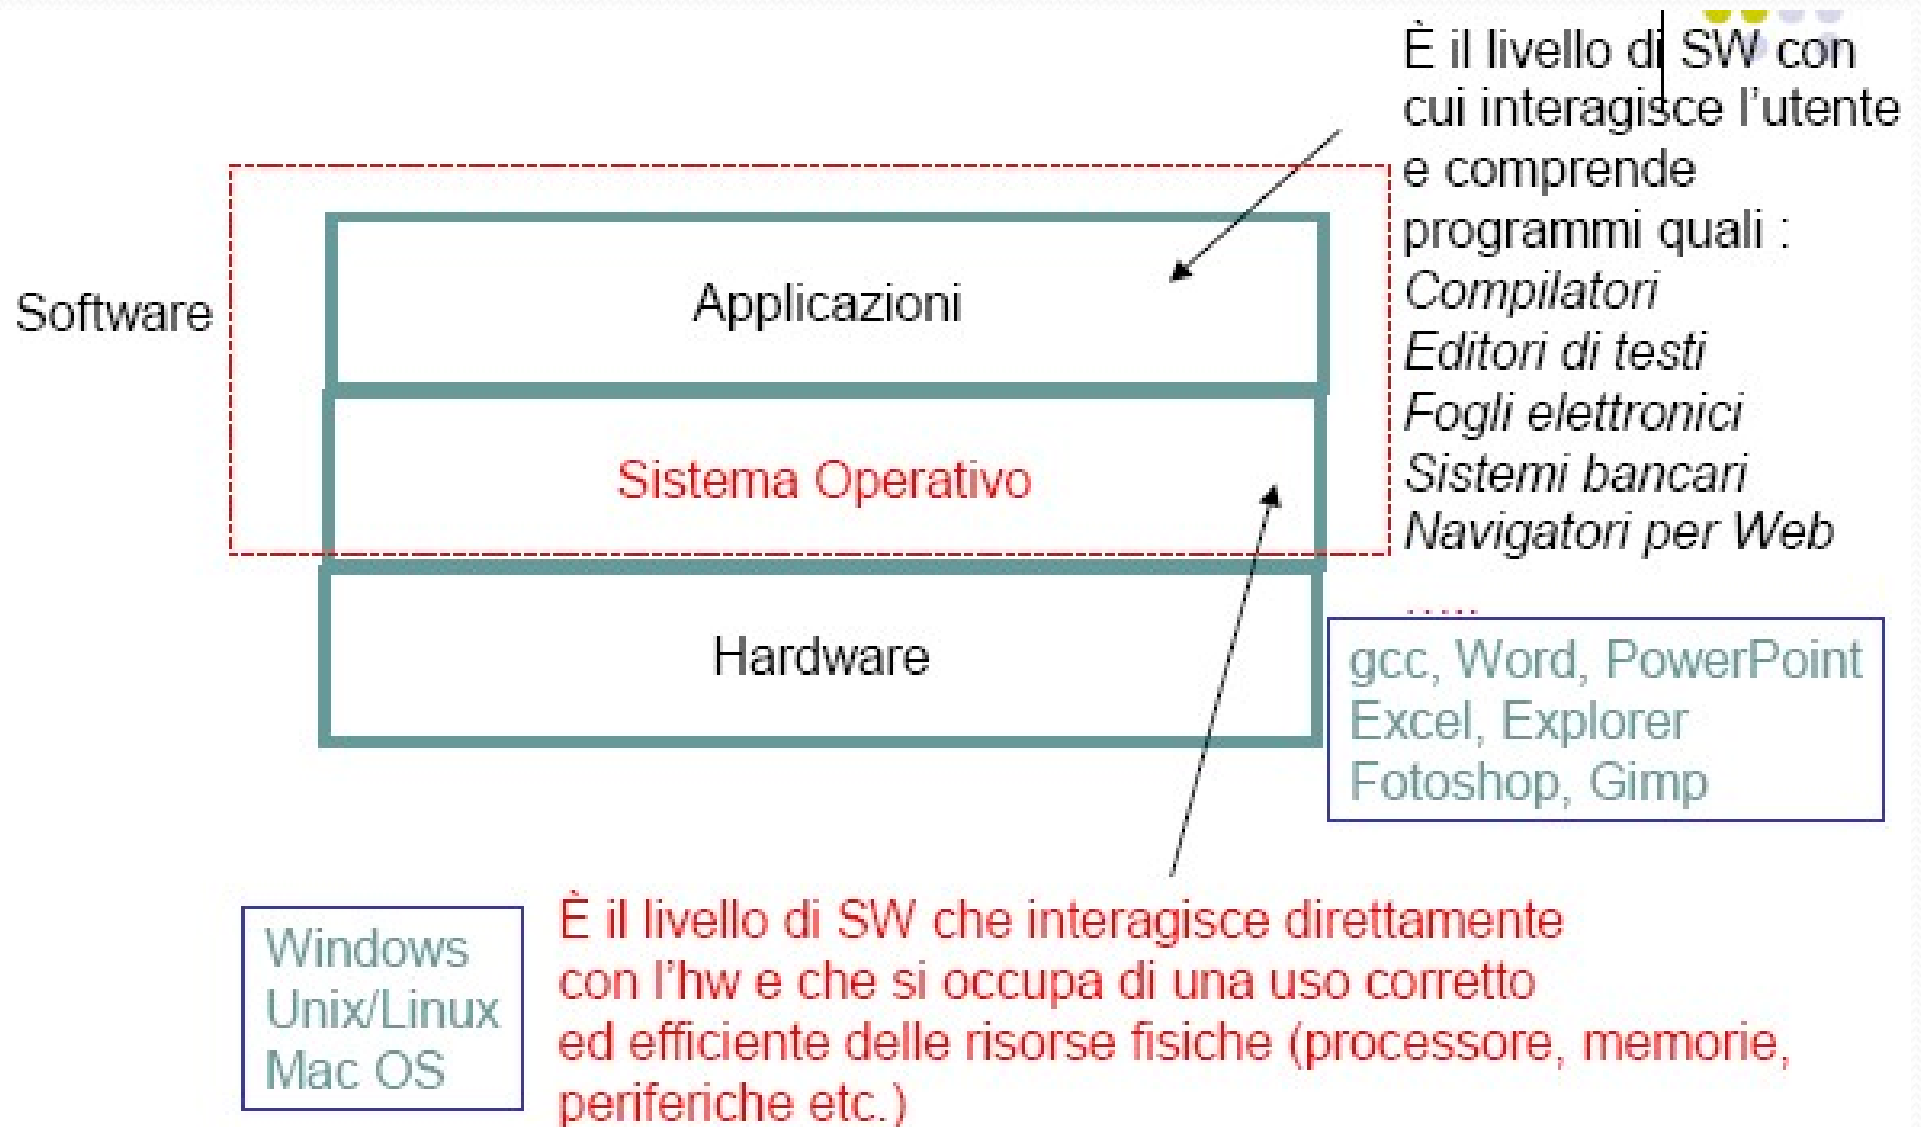 È il livello di SW con
cui interagisce l'utente
e comprende
programmi quali :
Compilatori
Editori di testi
Fogli elettronici
Sistemi bancari
Navigatori per Web
.....
Software
Applicazioni
Sistema Operativo
Hardware
gcc, Word, PowerPoint
Excel, Explorer
Fotoshop, Gimp
Windows
Unix/Linux
Mac OS
È il livello di SW che interagisce direttamente
con l'hw e che si occupa di una uso corretto
ed efficiente delle risorse fisiche (processore, memorie,
periferiche etc.)